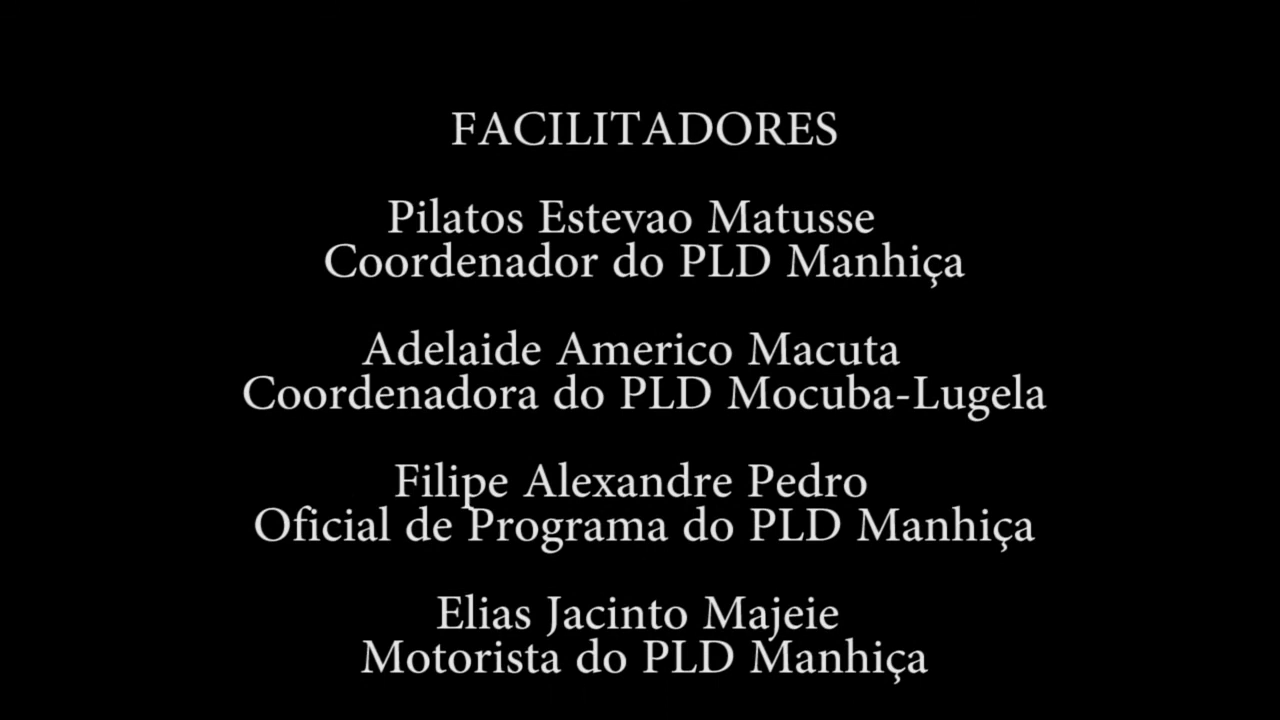 FACILITADORES
Pilatos Estevao Matusse
Coordenador do PLD Manhiça
Adelaide Americo Macuta
Coordenadora do PLD Mocuba-Lugela
Filipe Alexandre Pedro
Oficial de Programa do PLD Manhiça
Elias Jacinto Majeie
Motorista do PLD Manhiça